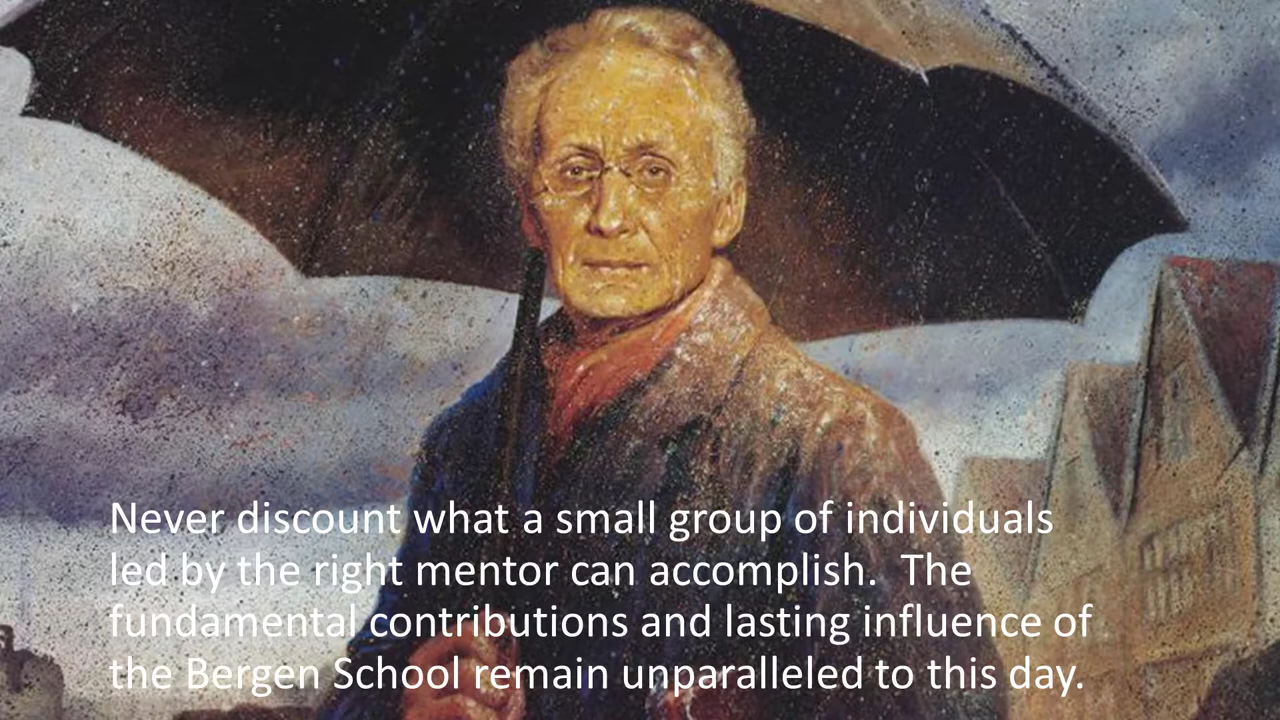 Never discount what a small group of individuals
led by the right mentor can accomplish.  The
fundamental contributions and lasting influence of
the Bergen School remain unparalleled to this day.